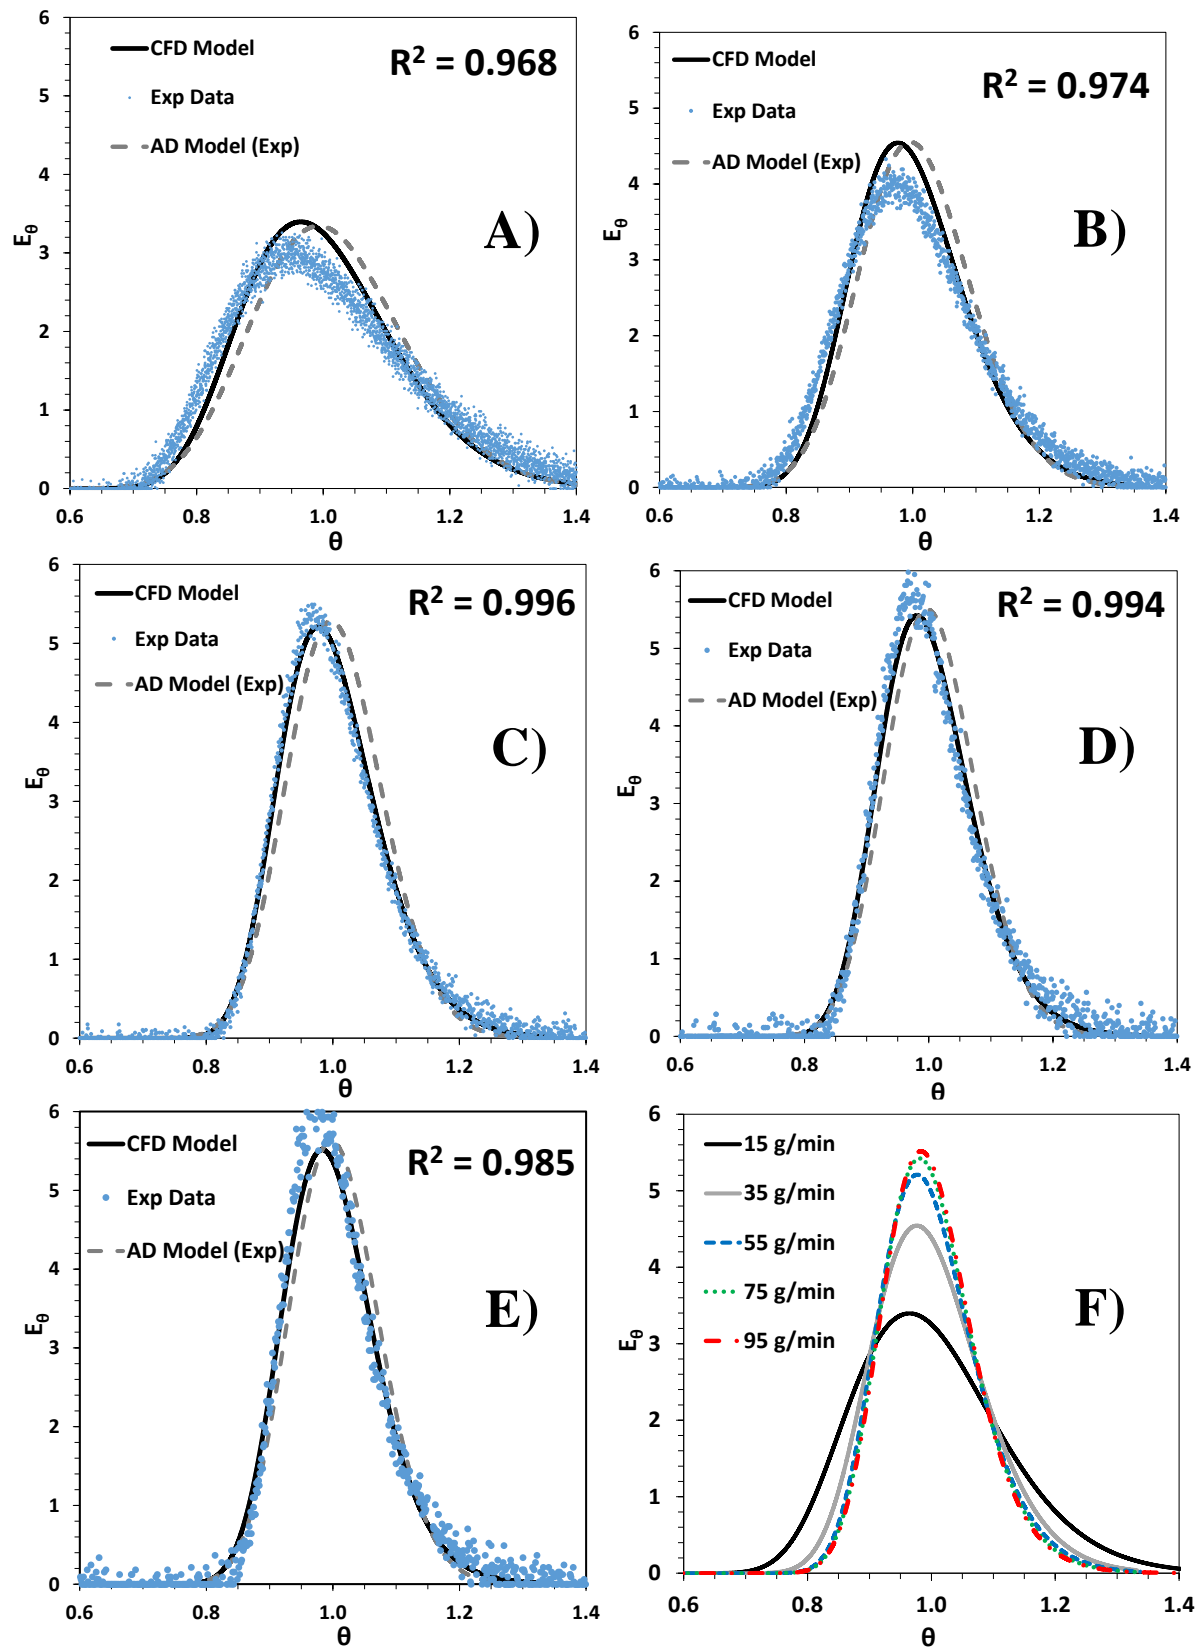 6
5
4
3
2
1
0
E_θ
CFD Model
Exp Data
AD Model (Exp)
R² = 0.968
A)
0.6 0.8 1.0 1.2 1.4
θ
6
5
4
3
2
1
0
E_θ
CFD Model
Exp Data
AD Model (Exp)
R² = 0.974
B)
0.6 0.8 1.0 1.2 1.4
θ
6
5
4
3
2
1
0
E_θ
CFD Model
Exp Data
AD Model (Exp)
R² = 0.996
C)
0.6 0.8 1.0 1.2 1.4
θ
6
5
4
3
2
1
0
E_θ
CFD Model
Exp Data
AD Model (Exp)
R² = 0.994
D)
0.6 0.8 1.0 1.2 1.4
θ
6
5
4
3
2
1
0
E_θ
CFD Model
Exp Data
AD Model (Exp)
R² = 0.985
E)
0.6 0.8 1.0 1.2 1.4
θ
6
5
4
3
2
1
0
E_θ
15 g/min
35 g/min
55 g/min
75 g/min
95 g/min
F)
0.6 0.8 1.0 1.2 1.4
θ